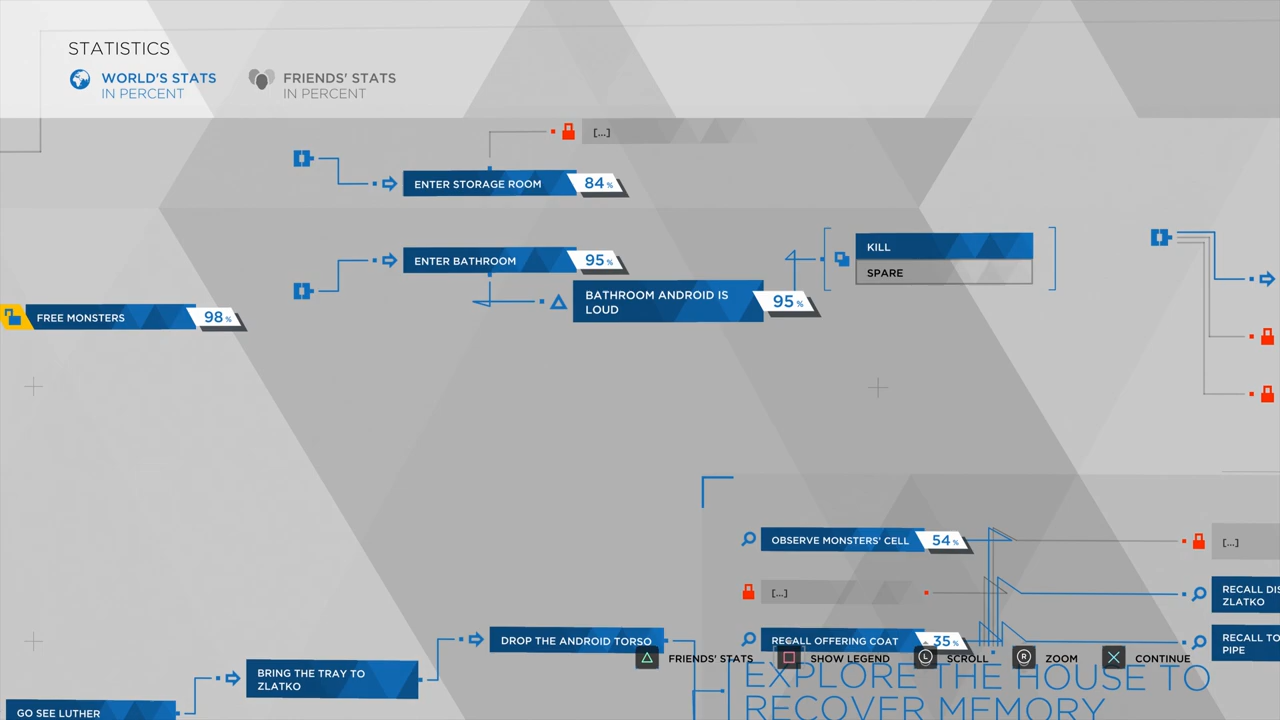 STATISTICS
WORLD'S STATS
IN PERCENT
FRIENDS' STATS
IN PERCENT
[...]
ENTER STORAGE ROOM 84%
ENTER BATHROOM 95%
KILL
SPARE
BATHROOM ANDROID IS
LOUD
95%
FREE MONSTERS 98%
OBSERVE MONSTERS' CELL 54%
[...]
[...]
RECALL DIS
ZLATKO
RECALL OFFERING COAT 35%
RECALL TO
PIPE
DROP THE ANDROID TORSO
BRING THE TRAY TO
ZLATKO
GO SEE LUTHER
EXPLORE THE HOUSE TO
RECOVER MEMORY
FRIENDS' STATS
SHOW LEGEND
L SCROLL
R ZOOM
CONTINUE